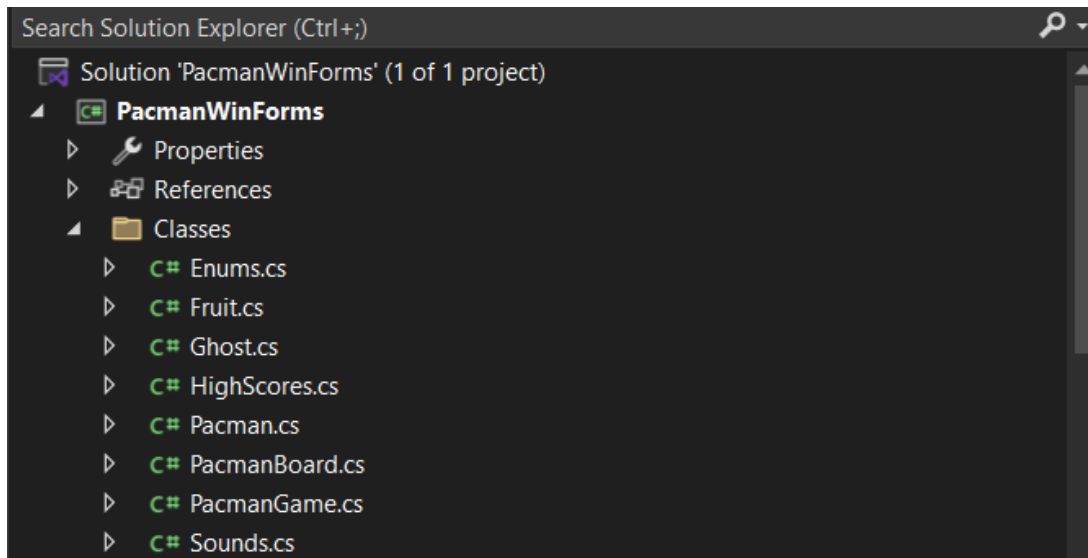 Search Solution Explorer (Ctrl+;)
Solution 'PacmanWinForms' (1 of 1 project)
C# PacmanWinForms
Properties
References
Classes
C# Enums.cs
C# Fruit.cs
C# Ghost.cs
C# HighScores.cs
C# Pacman.cs
C# PacmanBoard.cs
C# PacmanGame.cs
C# Sounds.cs